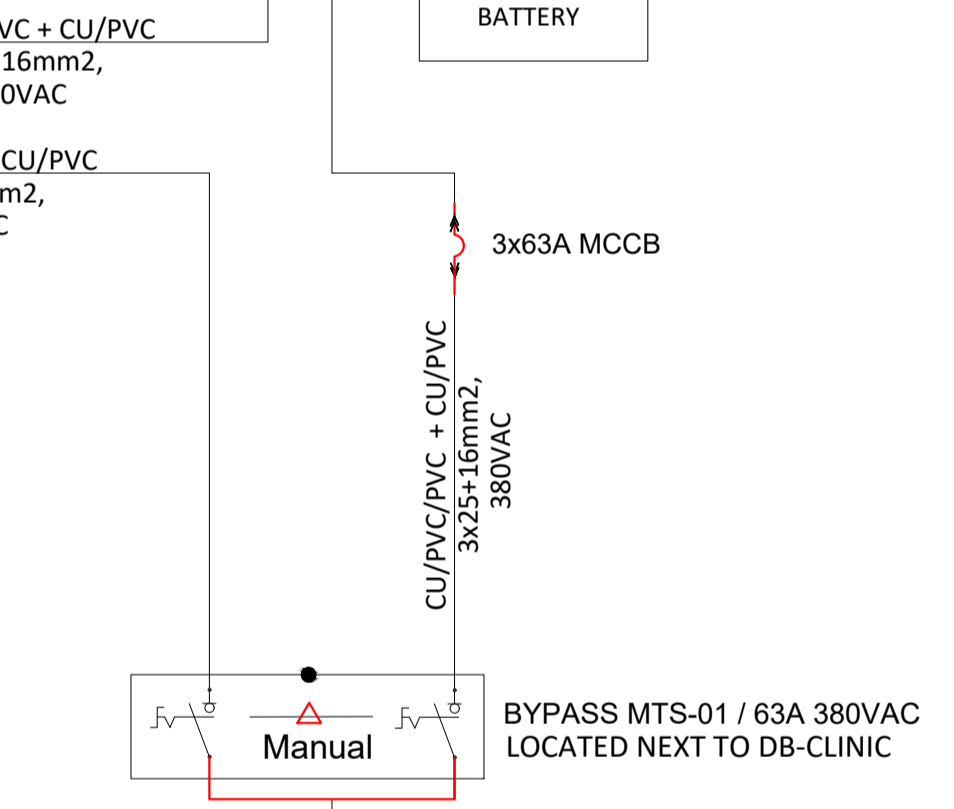 BATTERY
VC + CU/PVC
16mm2,
0VAC
CU/PVC
m2,
C
3x63A MCCB
CU/PVC/PVC + CU/PVC
3x25+16mm2,
380VAC
Manual
BYPASS MTS-01 / 63A 380VAC
LOCATED NEXT TO DB-CLINIC